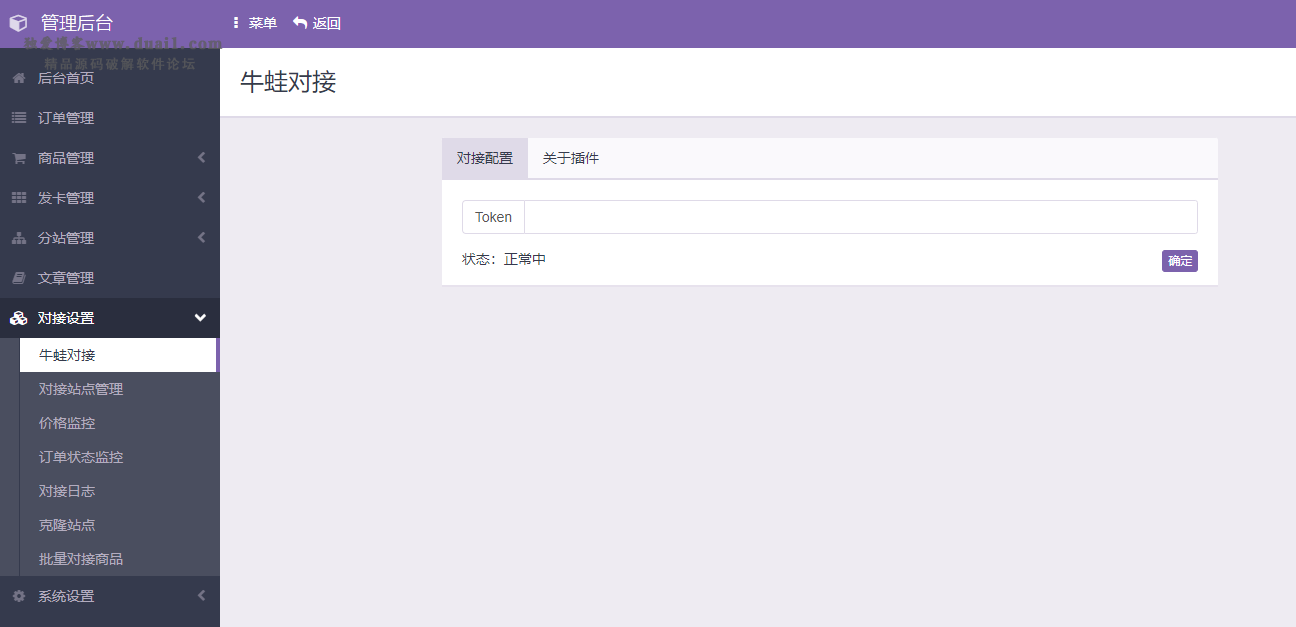 管理后台
菜单
返回
独爱博客www.duai1.com
精品源码破解软件论坛
后台首页
订单管理
商品管理
发卡管理
分站管理
文章管理
对接设置
牛蛙对接
对接站点管理
价格监控
订单状态监控
对接日志
克隆站点
批量对接商品
系统设置
牛蛙对接
对接配置
关于插件
Token
状态：正常中
确定